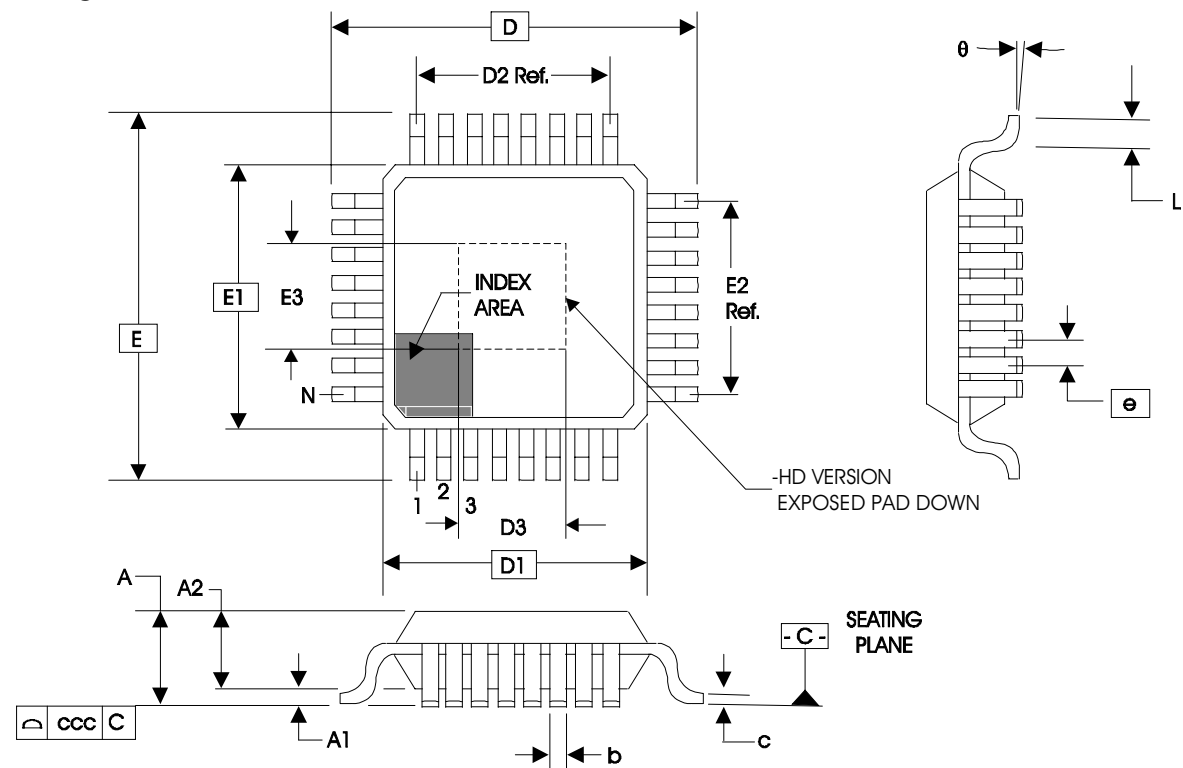 D
D2 Ref.
θ
L
E
E1
E3
INDEX
AREA
E2
Ref.
N
e
1
2
3
-HD VERSION
EXPOSED PAD DOWN
D3
D1
A
A2
- C -
SEATING
PLANE
⌓ ccc C
A1
b
c